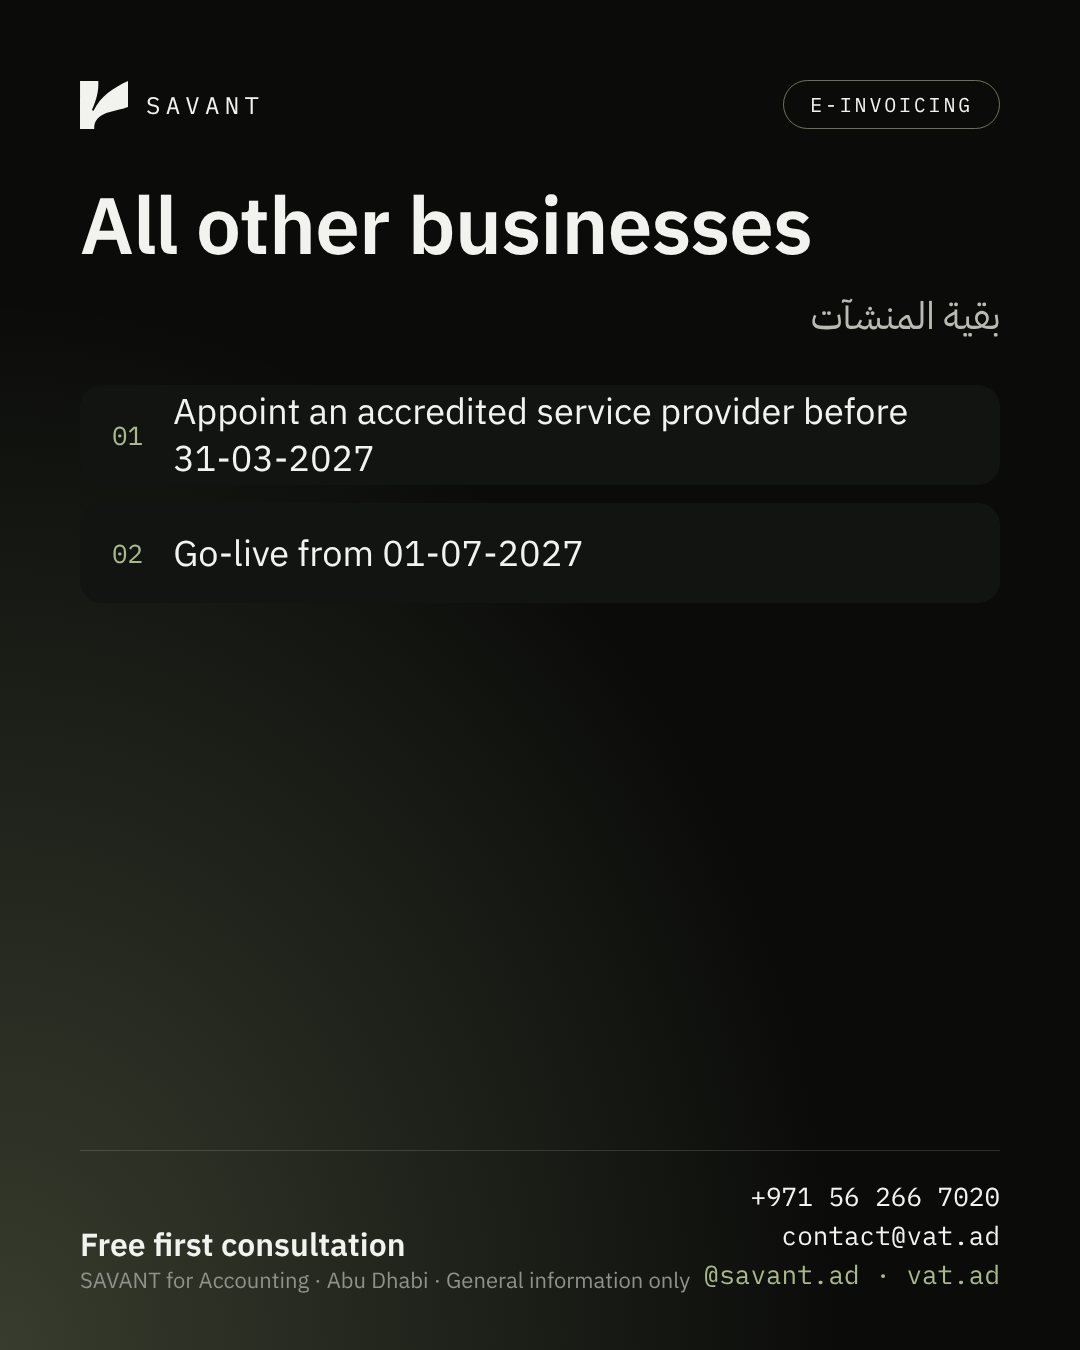 SAVANT
E-INVOICING
All other businesses
بقية المنشآت
01
Appoint an accredited service provider before
31-03-2027
02
Go-live from 01-07-2027
+971 56 266 7020
contact@vat.ad
Free first consultation
SAVANT for Accounting · Abu Dhabi · General information only
@savant.ad · vat.ad